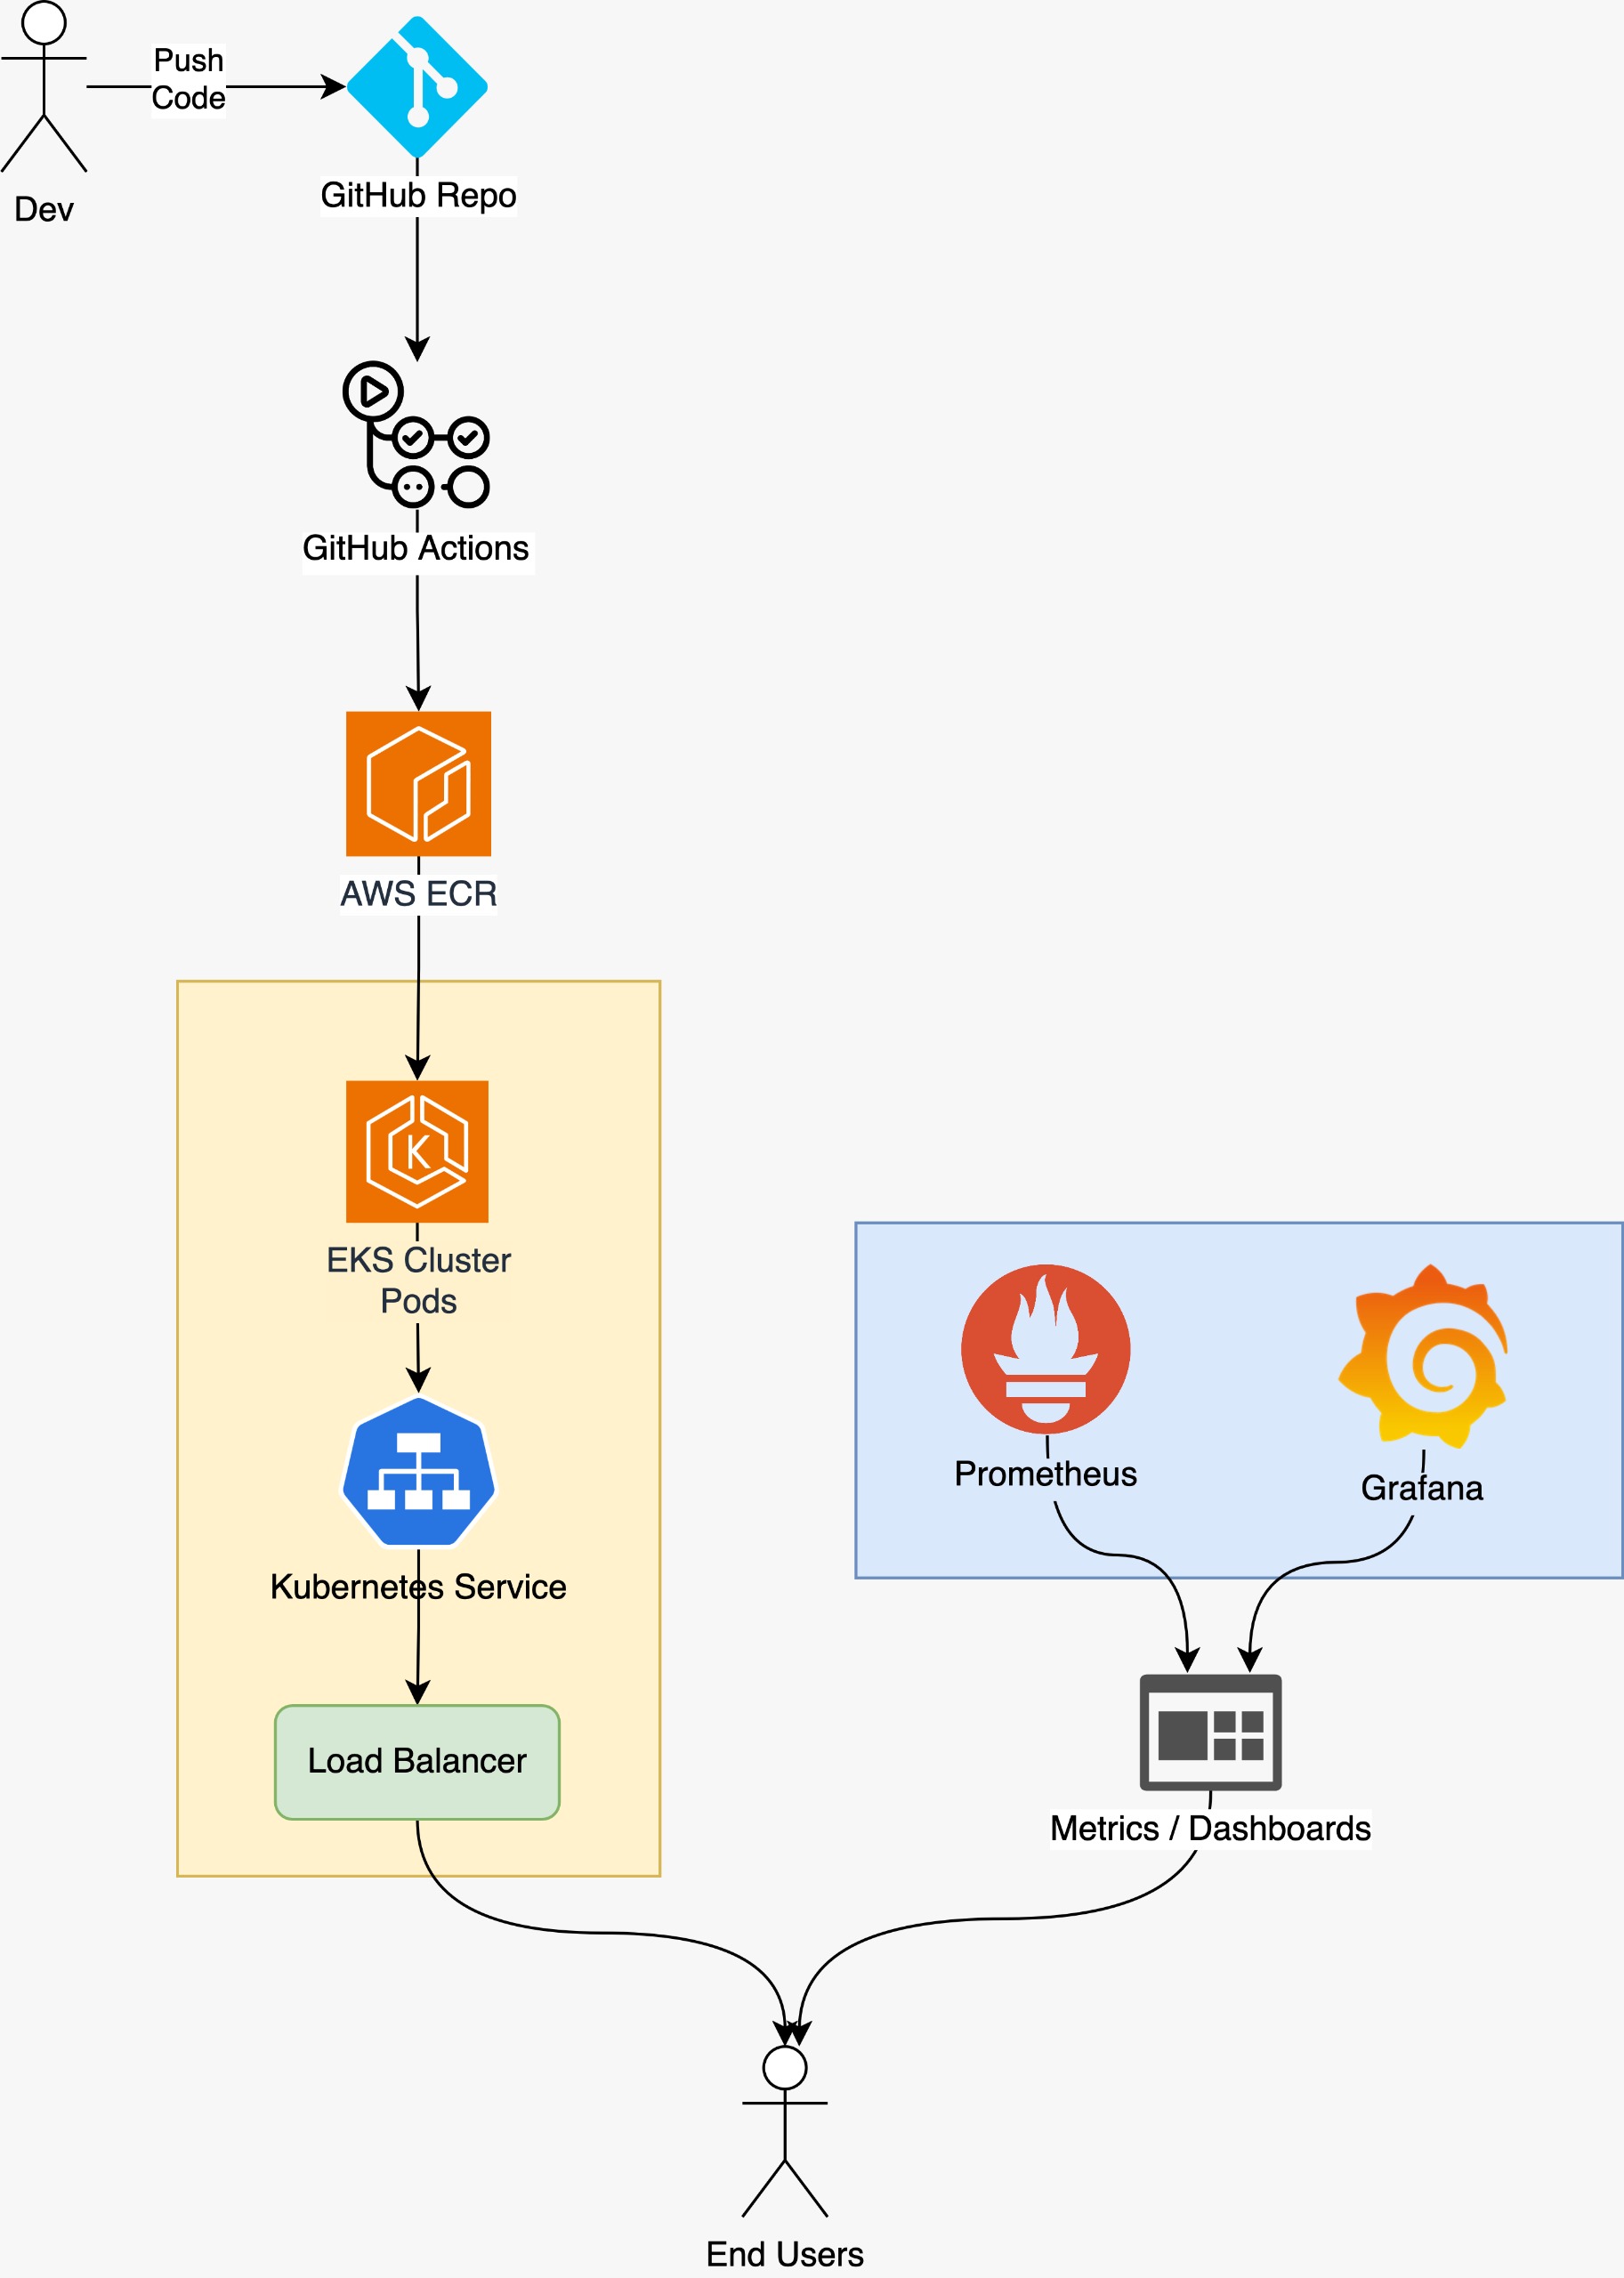 Push
Code
Dev
GitHub Repo
GitHub Actions
AWS ECR
EKS Cluster
Pods
K
Prometheus
Grafana
Kubernetes Service
Load Balancer
Metrics / Dashboards
End Users